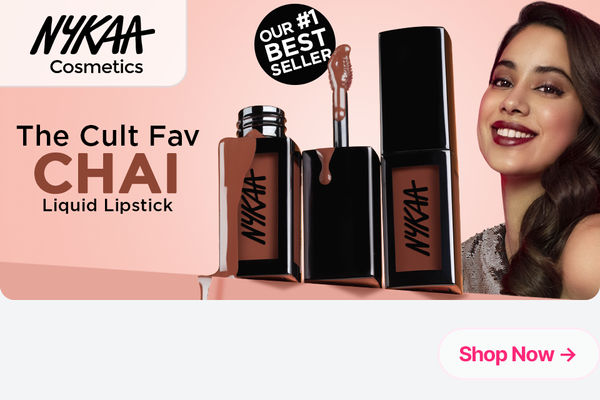 NYKAA
Cosmetics
OUR #1
BEST
SELLER
The Cult Fav
CHAI
Liquid Lipstick
NYKAA
NYKAA
Shop Now →